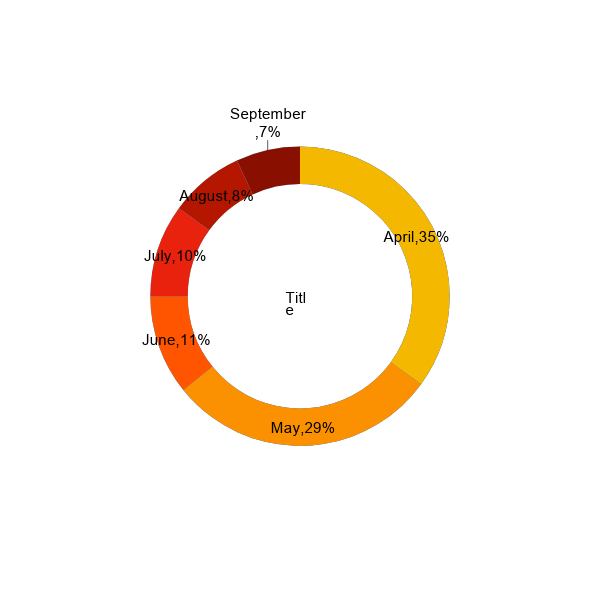 September
,7%
August,8%
April,35%
July,10%
Titl
e
June,11%
May,29%